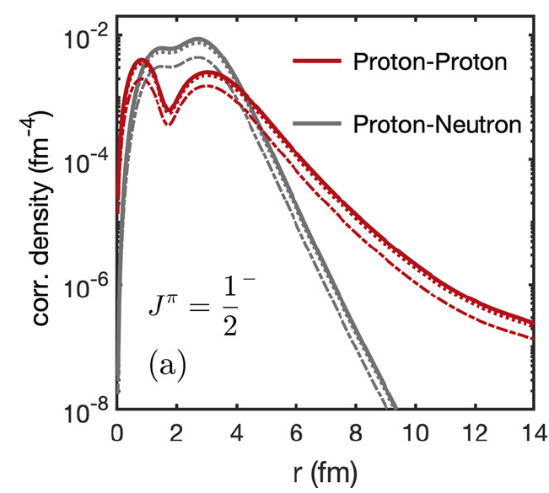 10^-2
10^-4
10^-6
10^-8
corr. density (fm^-4)
Proton-Proton
Proton-Neutron
J^π = 1/2^-
(a)
0 2 4 6 8 10 12 14
r (fm)